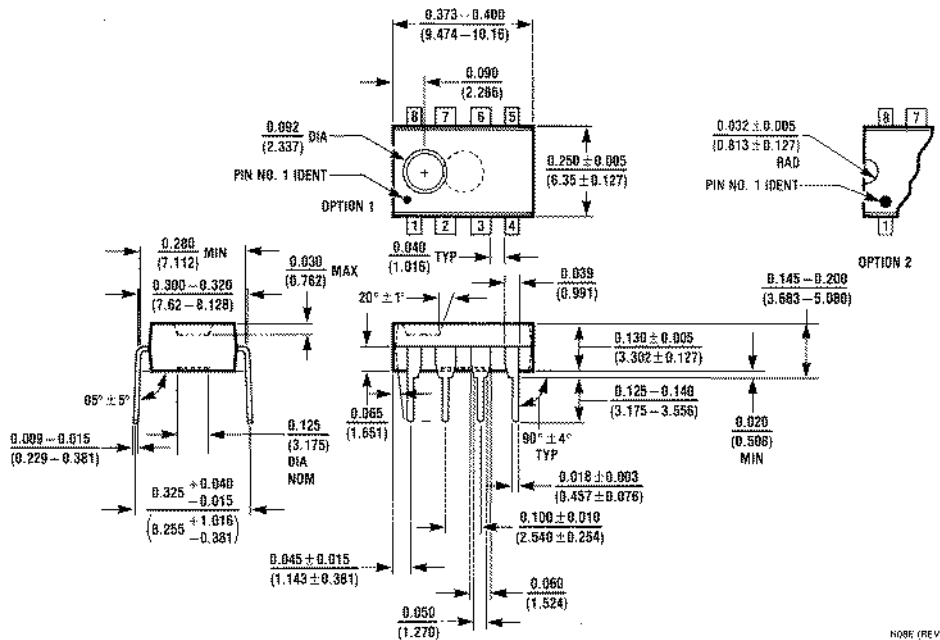 0.373–0.400
(9.474–10.16)
0.090
(2.286)
8 7 6 5
0.092 DIA
(2.337)
PIN NO. 1 IDENT
OPTION 1
1 2 3 4
0.250 ± 0.005
(6.35 ± 0.127)
0.032 ± 0.005
(0.813 ± 0.127)
RAD
PIN NO. 1 IDENT
8 7
1
OPTION 2
0.280 MIN
(7.112)
0.300–0.320
(7.62–8.128)
0.030 MAX
(0.762)
0.040 TYP
(1.016)
0.039
(0.991)
20° ± 1°
0.145–0.200
(3.683–5.080)
0.130 ± 0.005
(3.302 ± 0.127)
0.125–0.140
(3.175–3.556)
0.020
(0.508)
MIN
95° ± 5°
0.009–0.015
(0.229–0.381)
0.125
(3.175)
DIA
NOM
0.065
(1.651)
90° ± 4°
TYP
0.325 +0.040 −0.015
(8.255 +1.016 −0.381)
0.018 ± 0.003
(0.457 ± 0.076)
0.100 ± 0.010
(2.540 ± 0.254)
0.045 ± 0.015
(1.143 ± 0.381)
0.060
(1.524)
0.050
(1.270)
N08E (REV